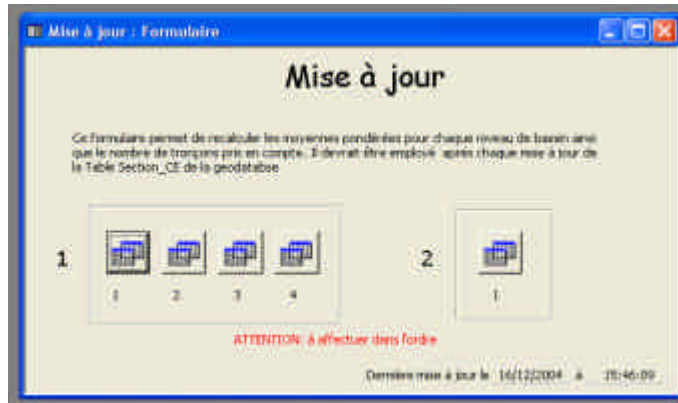 Mise à jour : Formulaire
Mise à jour
Ce formulaire permet de recalculer les moyennes pondérées pour chaque niveau de bassin ainsi
que le nombre de tronçons pris en compte. Il devrait être employé après chaque mise à jour de
la Table Section_CE de la geodatabse
1
2
1 2 3 4
1
ATTENTION: à affectuer dans l'ordre
Dernière mise à jour le 16/12/2004 à 15:46:09